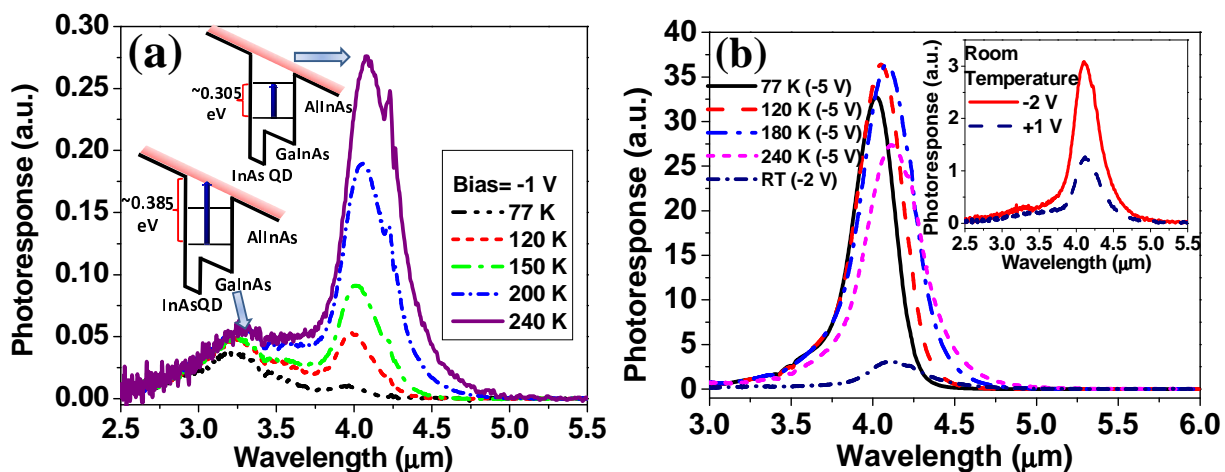 (a)
~0.305
eV
AlInAs
GaInAs
InAs QD
~0.385
eV
AlInAs
GaInAs
InAsQD
Bias= -1 V
77 K
120 K
150 K
200 K
240 K
Photoresponse (a.u.)
0.30
0.25
0.20
0.15
0.10
0.05
0.00
2.5 3.0 3.5 4.0 4.5 5.0 5.5
Wavelength (μm)
(b)
77 K (-5 V)
120 K (-5 V)
180 K (-5 V)
240 K (-5 V)
RT (-2 V)
Photoresponse (a.u.)
40
35
30
25
20
15
10
5
0
3.0 3.5 4.0 4.5 5.0 5.5 6.0
Wavelength (μm)
Room
Temperature
-2 V
+1 V
Photoresponse (a.u.)
3
2
1
0
2.5 3.0 3.5 4.0 4.5 5.0 5.5
Wavelength (μm)